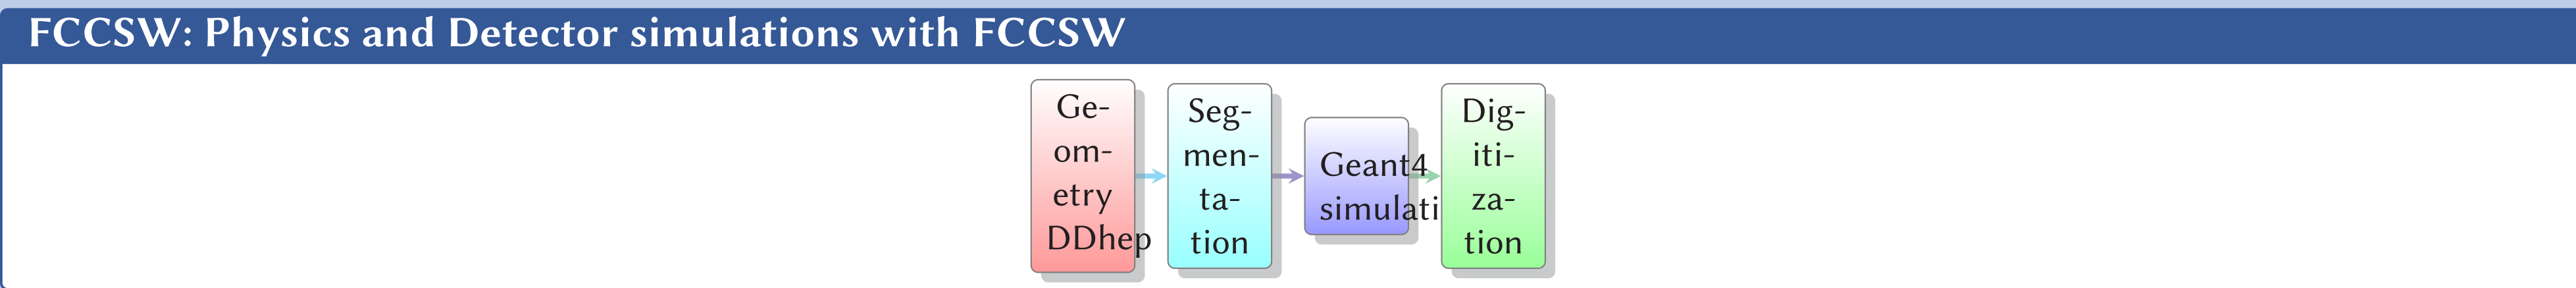 FCCSW: Physics and Detector simulations with FCCSW
Ge-
om-
etry
DDhep
Seg-
men-
ta-
tion
Geant4
simulati
Dig-
iti-
za-
tion